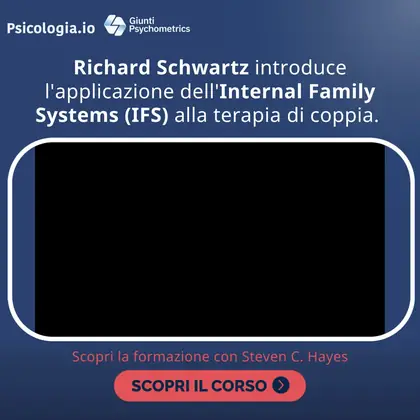 Psicologia.io
Giunti
Psychometrics
Richard Schwartz introduce
l'applicazione dell'Internal Family
Systems (IFS) alla terapia di coppia.
Scopri la formazione con Steven C. Hayes
SCOPRI IL CORSO